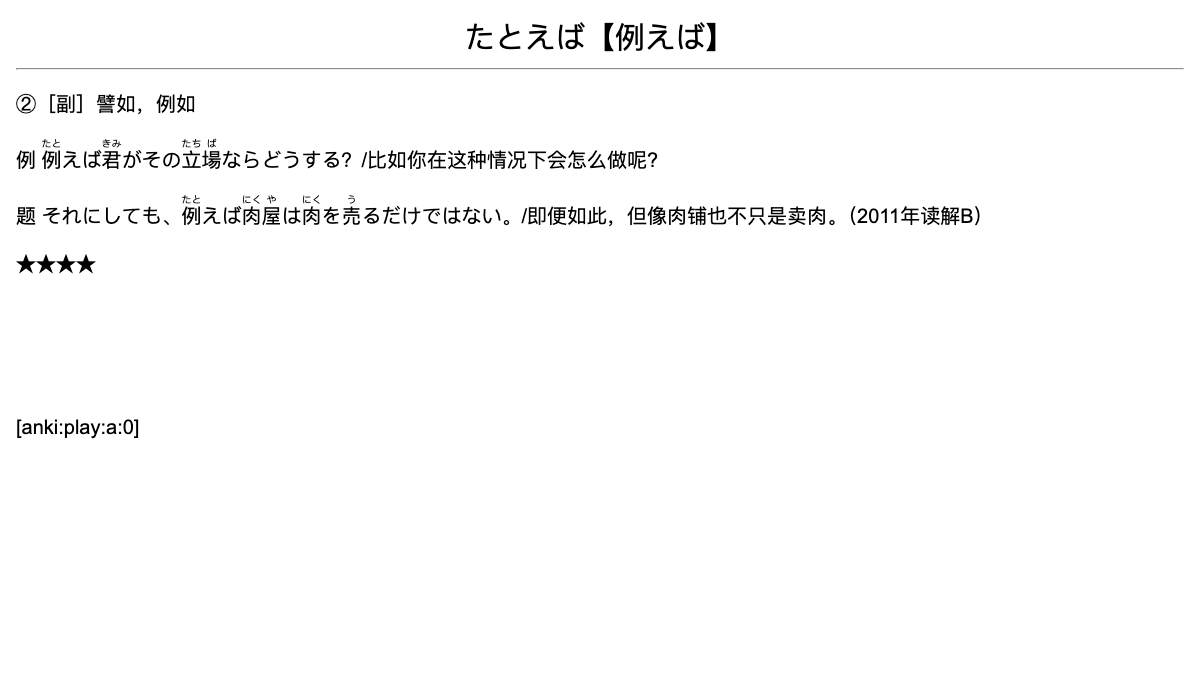 たとえば【例えば】
②［副］譬如，例如
例 例えば君がその立場ならどうする？/比如你在这种情况下会怎么做呢?
题 それにしても、例えば肉屋は肉を売るだけではない。/即便如此，但像肉铺也不只是卖肉。（2011年读解B）
★★★★
[anki:play:a:0]